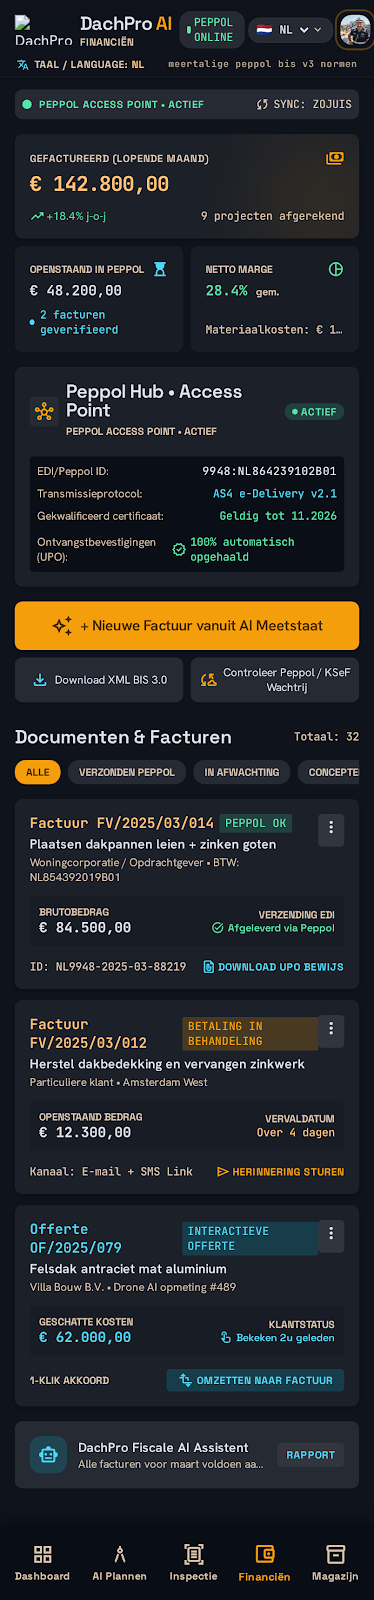 DachPro
DachPro AI
FINANCIËN
PEPPOL
ONLINE
🇳🇱 NL
TAAL / LANGUAGE: NL
meertalige peppol bis v3 normen
PEPPOL ACCESS POINT • ACTIEF
SYNC: ZOJUIS
GEFACTUREERD (LOPENDE MAAND)
€ 142.800,00
+18.4% j-o-j
9 projecten afgerekend
OPENSTAAND IN PEPPOL
€ 48.200,00
2 facturen
geverifieerd
NETTO MARGE
28.4% gem.
Materiaalkosten: € 1…
Peppol Hub • Access
Point
PEPPOL ACCESS POINT • ACTIEF
ACTIEF
EDI/Peppol ID:
9948:NL864239102B01
Transmissieprotocol:
AS4 e-Delivery v2.1
Gekwalificeerd certificaat:
Geldig tot 11.2026
Ontvangstbevestigingen
(UPO):
100% automatisch
opgehaald
+ Nieuwe Factuur vanuit AI Meetstaat
Download XML BIS 3.0
Controleer Peppol / KSeF
Wachtrij
Documenten & Facturen
Totaal: 32
ALLE
VERZONDEN PEPPOL
IN AFWACHTING
CONCEPTE
Factuur FV/2025/03/014
PEPPOL OK
Plaatsen dakpannen leien + zinken goten
Woningcorporatie / Opdrachtgever • BTW:
NL854392019B01
BRUTOBEDRAG
€ 84.500,00
VERZENDING EDI
Afgeleverd via Peppol
ID: NL9948-2025-03-88219
DOWNLOAD UPO BEWIJS
Factuur
FV/2025/03/012
BETALING IN
BEHANDELING
Herstel dakbedekking en vervangen zinkwerk
Particuliere klant • Amsterdam West
OPENSTAAND BEDRAG
€ 12.300,00
VERVALDATUM
Over 4 dagen
Kanaal: E-mail + SMS Link
HERINNERING STUREN
Offerte
OF/2025/079
INTERACTIEVE
OFFERTE
Felsdak antraciet mat aluminium
Villa Bouw B.V. • Drone AI opmeting #489
GESCHATTE KOSTEN
€ 62.000,00
KLANTSTATUS
Bekeken 2u geleden
1-KLIK AKKOORD
OMZETTEN NAAR FACTUUR
DachPro Fiscale AI Assistent
Alle facturen voor maart voldoen aa…
RAPPORT
Dashboard
AI Plannen
Inspectie
Financiën
Magazijn